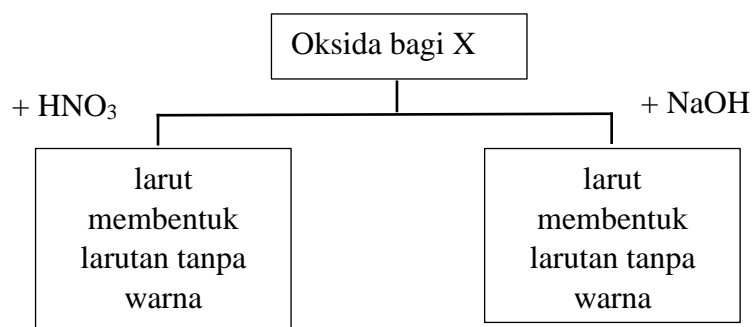 Oksida bagi X
+ HNO₃
+ NaOH
larut
membentuk
larutan tanpa
warna
larut
membentuk
larutan tanpa
warna